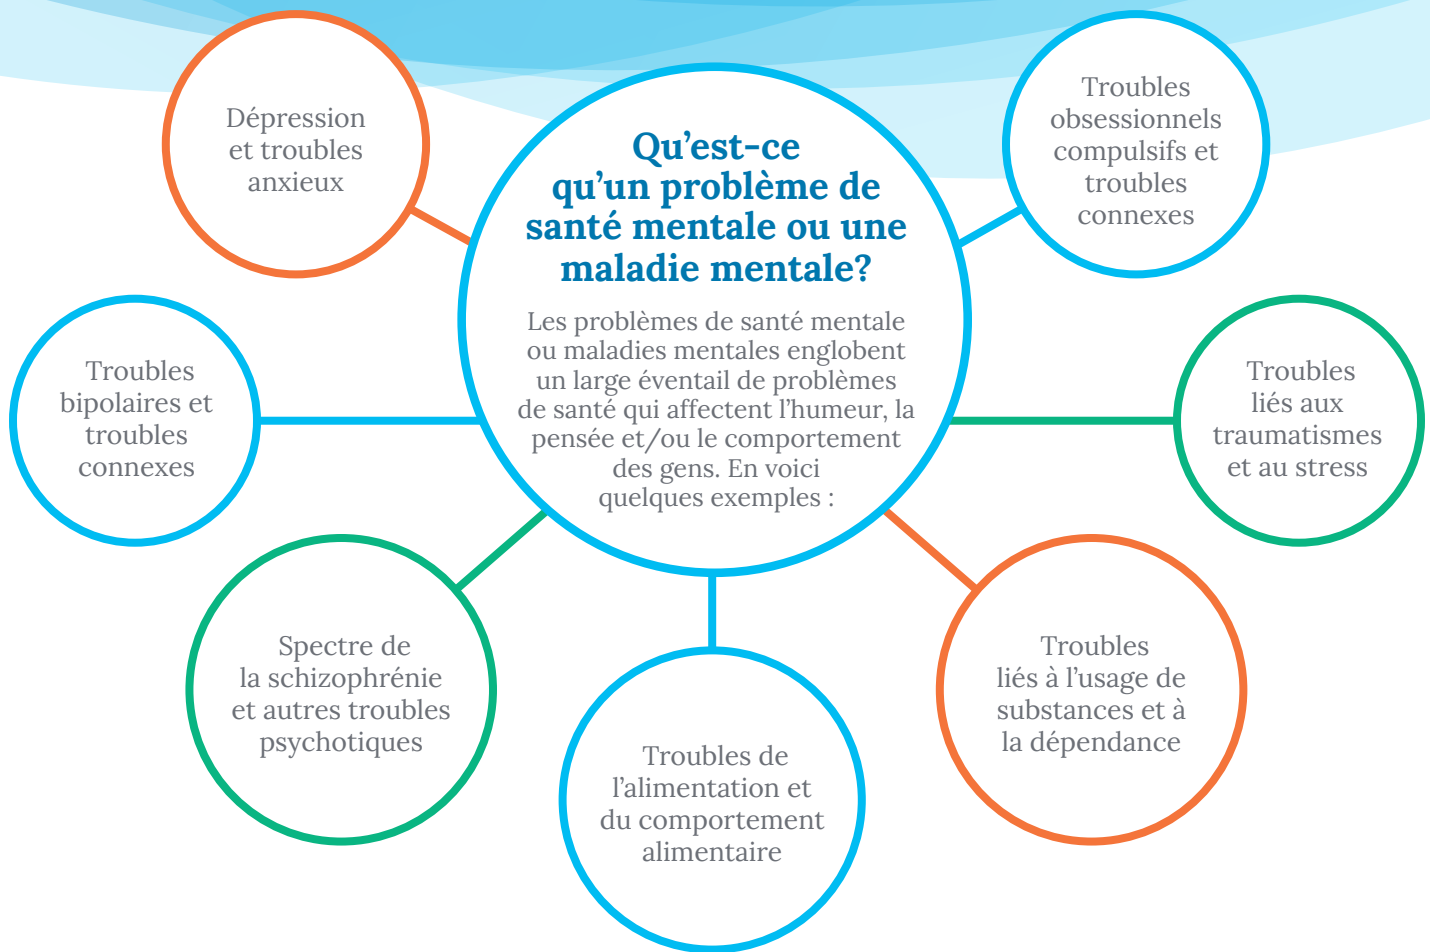 Qu’est-ce
qu’un problème de
santé mentale ou une
maladie mentale?
Les problèmes de santé mentale
ou maladies mentales englobent
un large éventail de problèmes
de santé qui affectent l’humeur, la
pensée et/ou le comportement
des gens. En voici
quelques exemples :
Dépression
et troubles
anxieux
Troubles
bipolaires et
troubles
connexes
Spectre de
la schizophrénie
et autres troubles
psychotiques
Troubles de
l’alimentation et
du comportement
alimentaire
Troubles
liés à l’usage de
substances et à
la dépendance
Troubles
liés aux
traumatismes
et au stress
Troubles
obsessionnels
compulsifs et
troubles
connexes